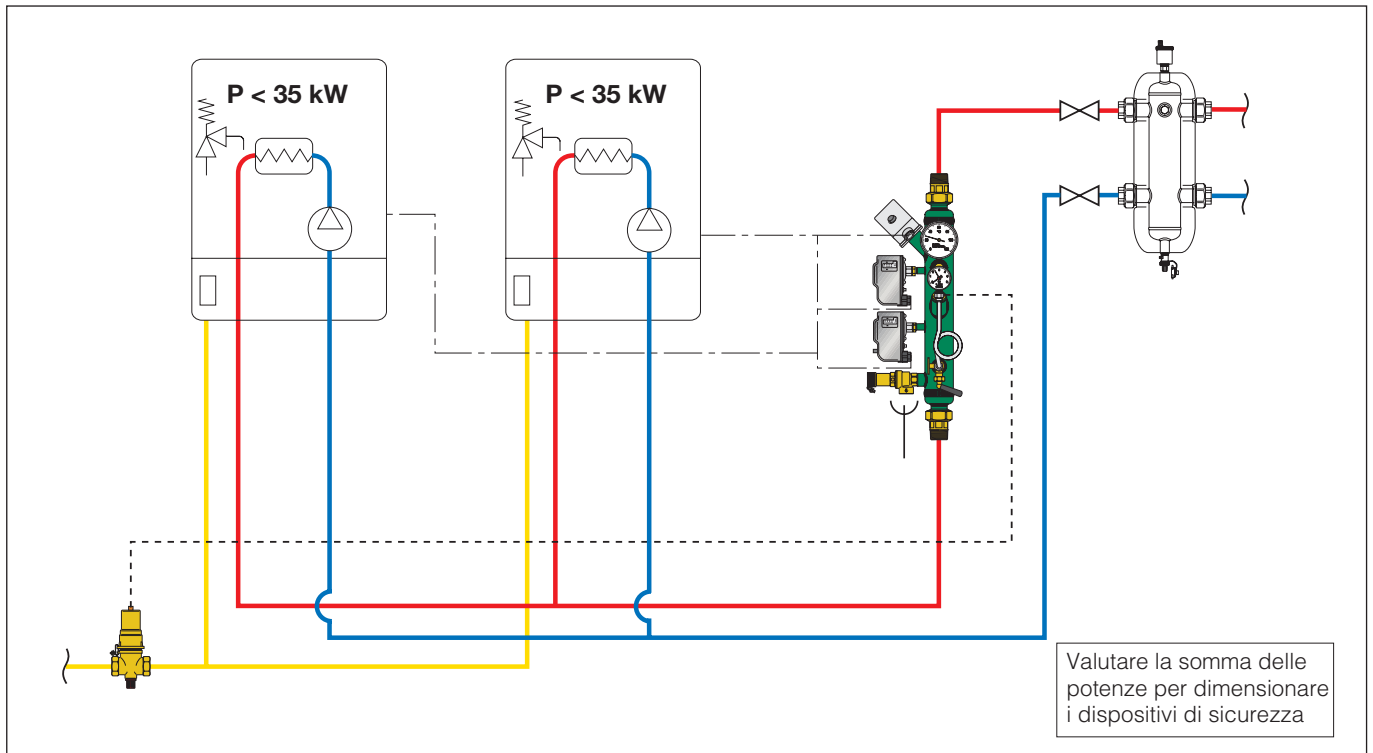 P < 35 kW
P < 35 kW
Valutare la somma delle
potenze per dimensionare
i dispositivi di sicurezza